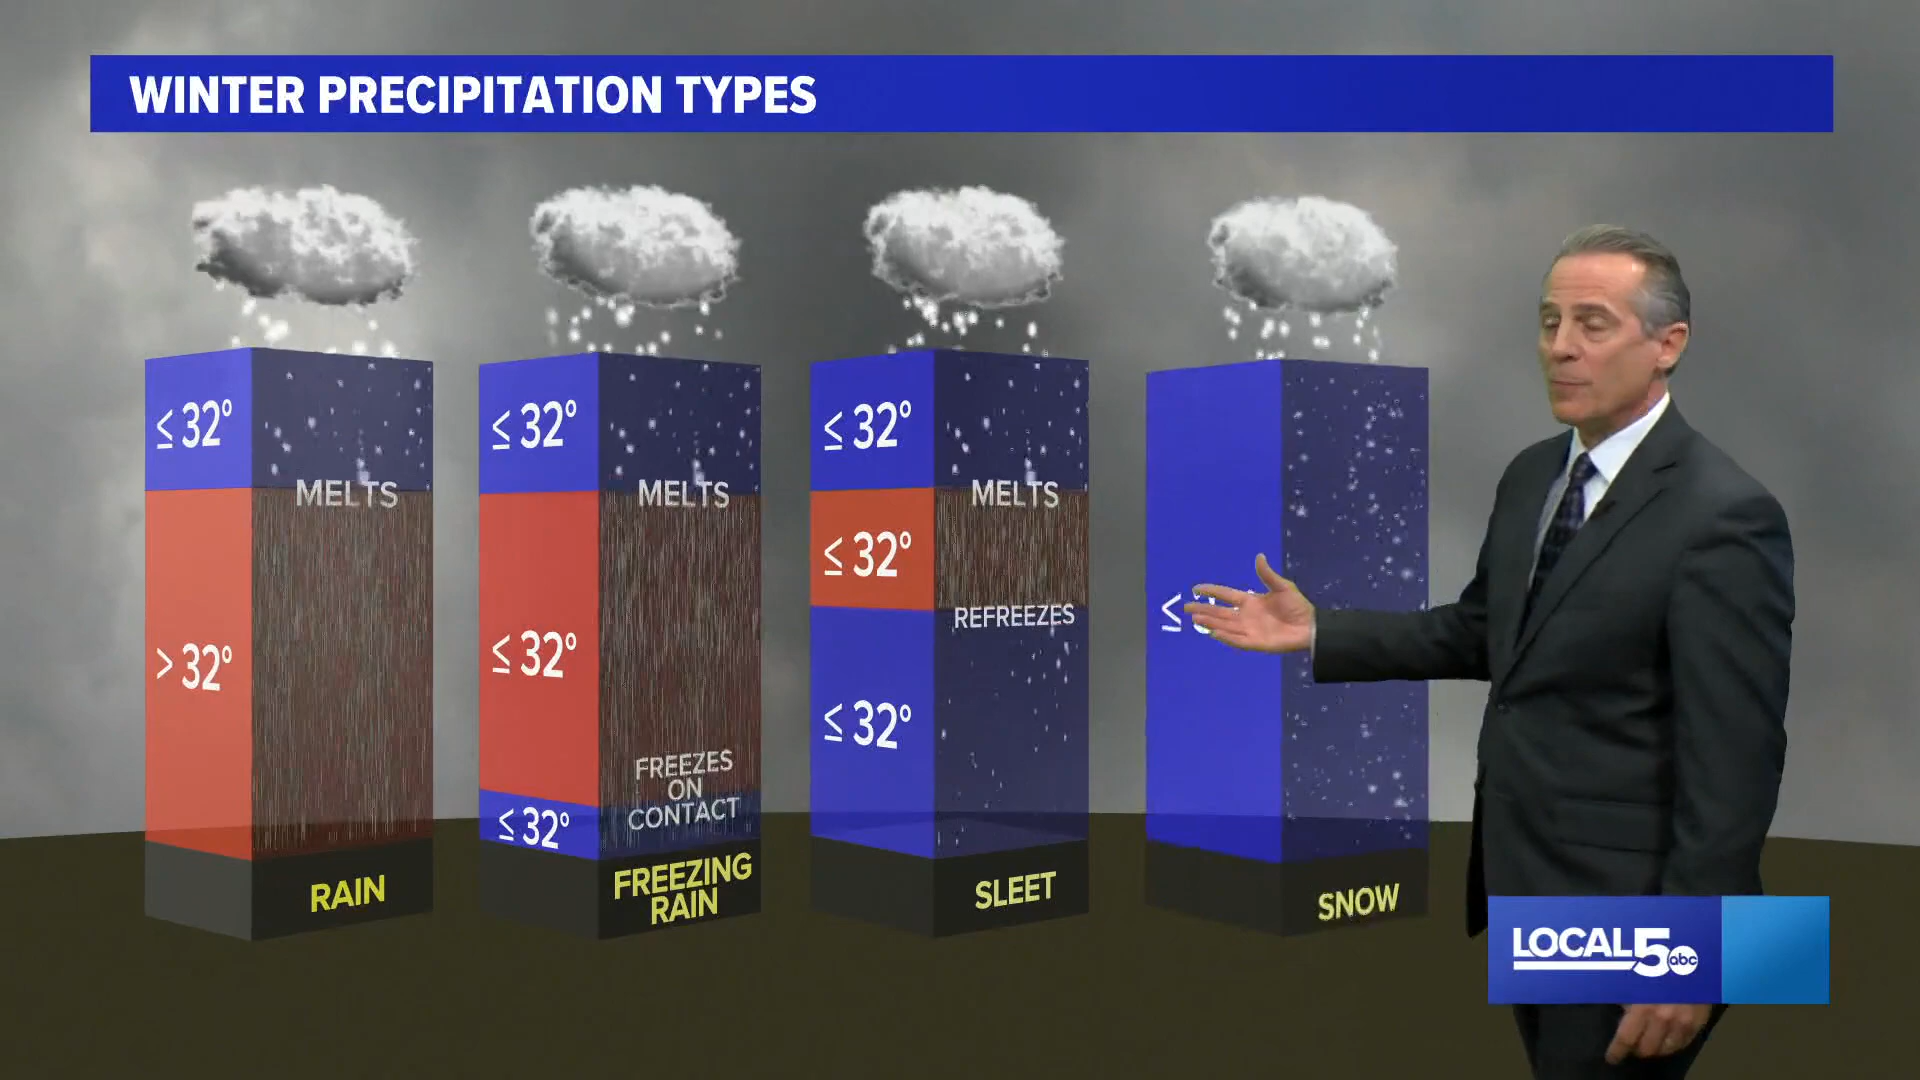 WINTER PRECIPITATION TYPES
≤ 32°
MELTS
> 32°
RAIN
≤ 32°
MELTS
≤ 32°
FREEZES
ON
CONTACT
≤ 32°
FREEZING
RAIN
≤ 32°
MELTS
≤ 32°
REFREEZES
≤ 32°
SLEET
≤
SNOW
LOCAL 5 abc